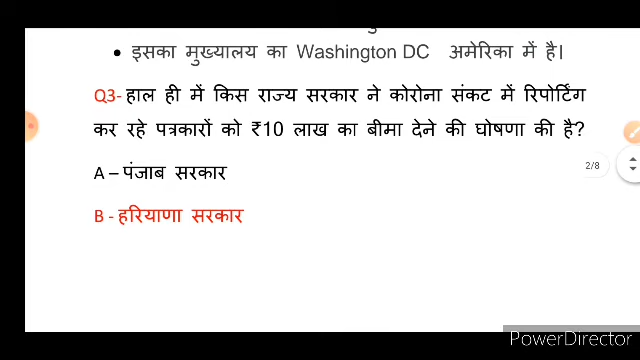 इसका मुख्यालय का Washington DC अमेरिका में है।
Q3- हाल ही में किस राज्य सरकार ने कोरोना संकट में रिपोर्टिंग
कर रहे पत्रकारों को ₹10 लाख का बीमा देने की घोषणा की है?
A – पंजाब सरकार
2/8
B - हरियाणा सरकार
PowerDirector